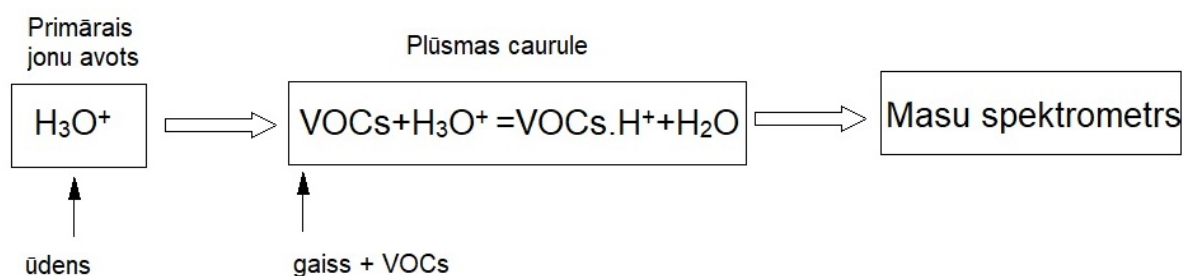 Primārais
jonu avots
Plūsmas caurule
H₃O⁺
VOCs+H₃O⁺ =VOCs.H⁺+H₂O
Masu spektrometrs
ūdens
gaiss + VOCs